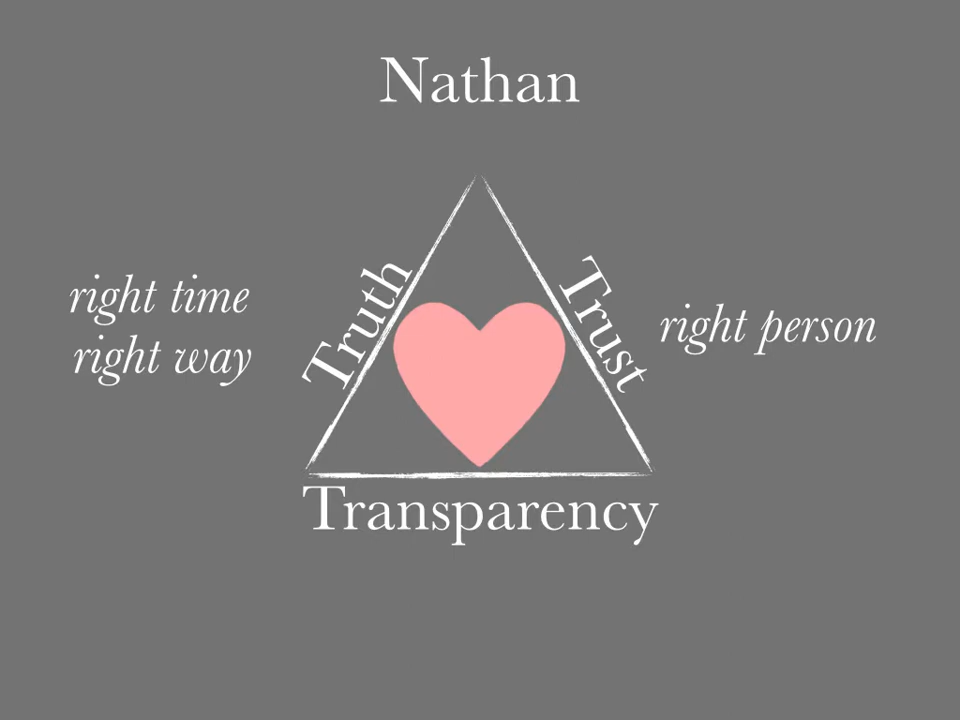 Nathan
right time
right way
Truth
Trust
right person
Transparency